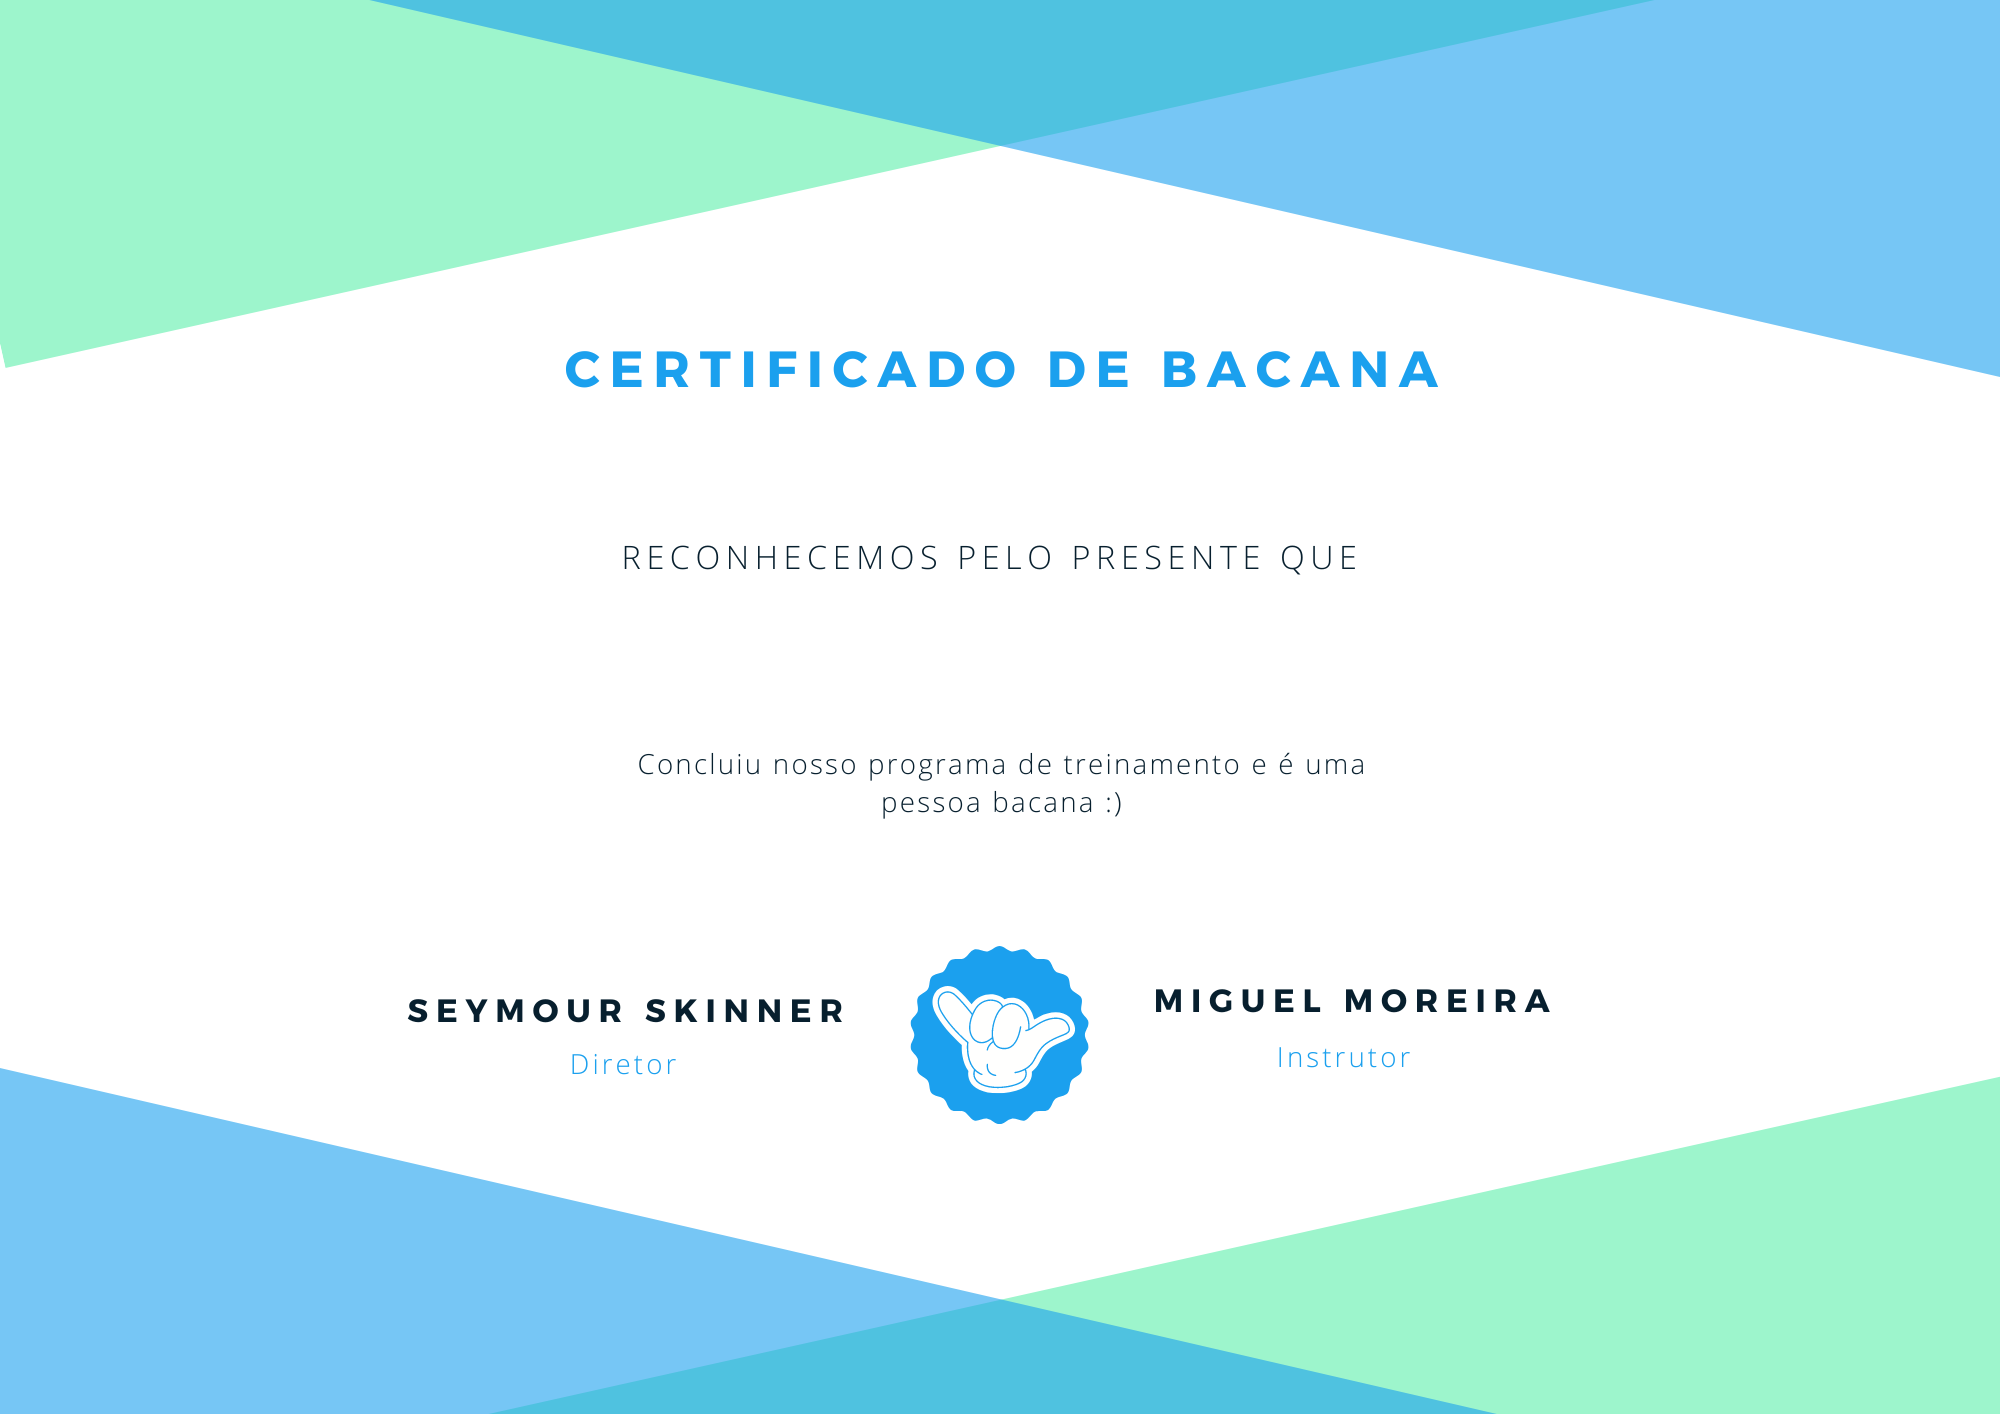 CERTIFICADO DE BACANA
RECONHECEMOS PELO PRESENTE QUE
Concluiu nosso programa de treinamento e é uma
pessoa bacana :)
SEYMOUR SKINNER
Diretor
MIGUEL MOREIRA
Instrutor